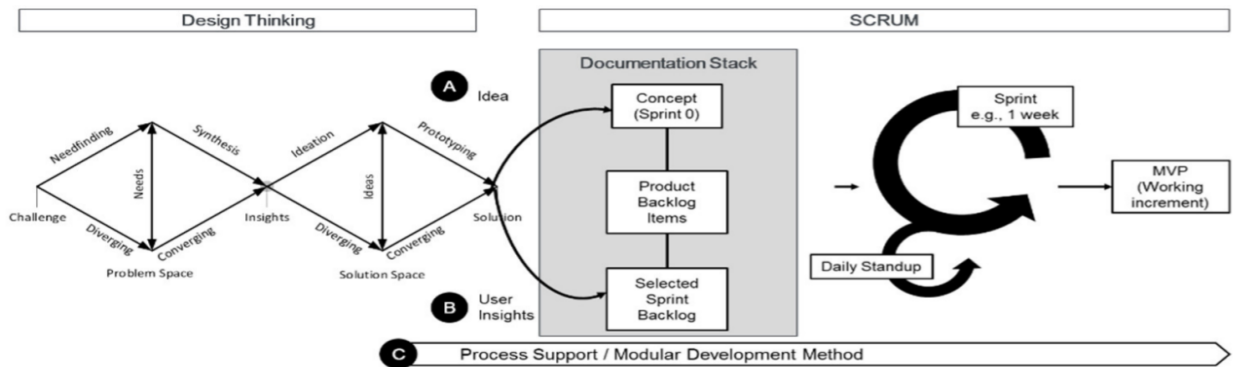 Design Thinking
SCRUM
Documentation Stack
A
Idea
Concept
(Sprint 0)
Sprint
e.g., 1 week
Needfinding
Synthesis
Ideation
Prototyping
Needs
Ideas
Product
Backlog
Items
MVP
(Working
increment)
Challenge
Insights
Solution
Diverging
Converging
Diverging
Converging
Problem Space
Solution Space
Daily Standup
B
User
Insights
Selected
Sprint
Backlog
C
Process Support / Modular Development Method